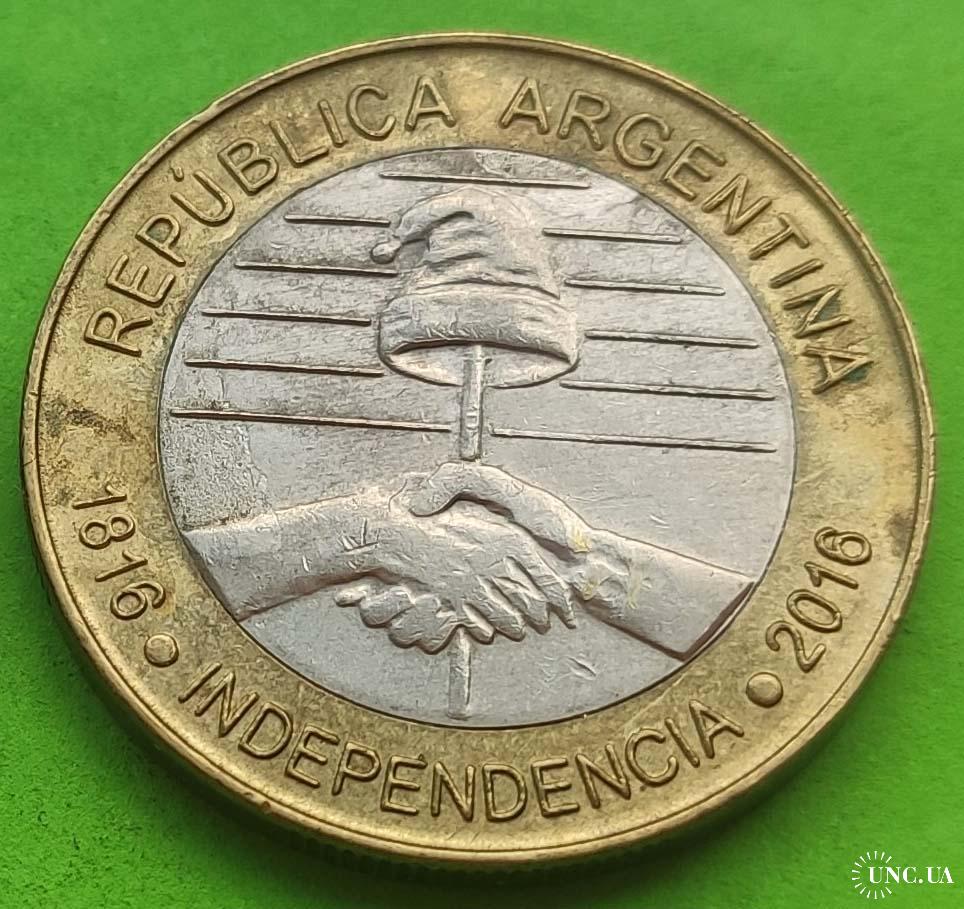 REPÚBLICA ARGENTINA
1816 • INDEPENDENCIA • 2016
UNC.UA